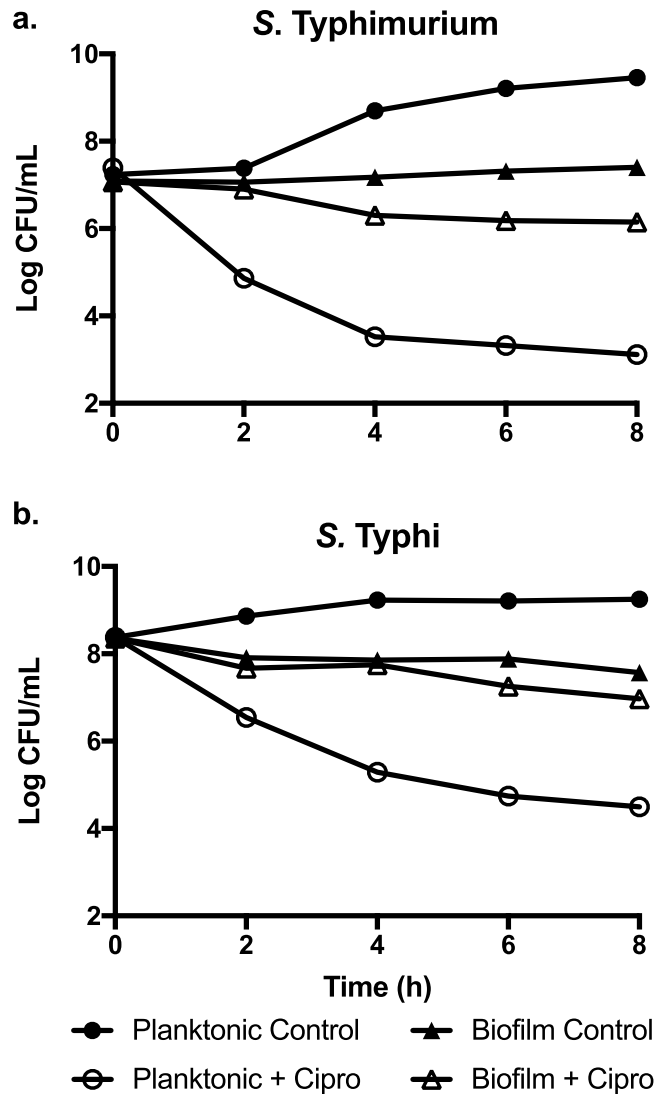 a.
S. Typhimurium
10
8
6
4
2
Log CFU/mL
0 2 4 6 8
b.
S. Typhi
10
8
6
4
2
Log CFU/mL
0 2 4 6 8
Time (h)
Planktonic Control Biofilm Control
Planktonic + Cipro Biofilm + Cipro